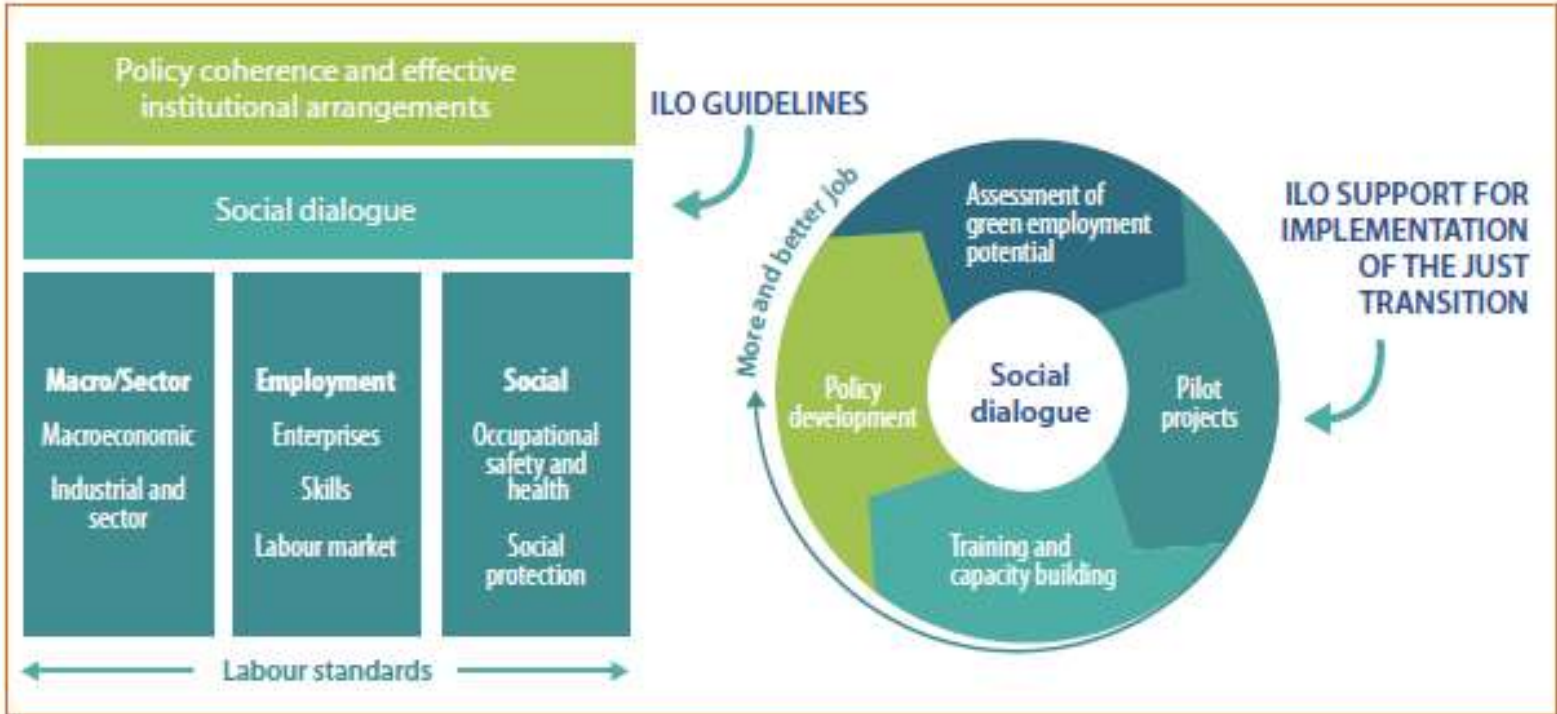 Policy coherence and effective
institutional arrangements
Social dialogue
Macro/Sector
Macroeconomic
Industrial and
sector
Employment
Enterprises
Skills
Labour market
Social
Occupational
safety and
health
Social
protection
Labour standards
ILO GUIDELINES
More and better job
Assessment of
green employment
potential
Policy
development
Social
dialogue
Pilot
projects
Training and
capacity building
ILO SUPPORT FOR
IMPLEMENTATION
OF THE JUST
TRANSITION